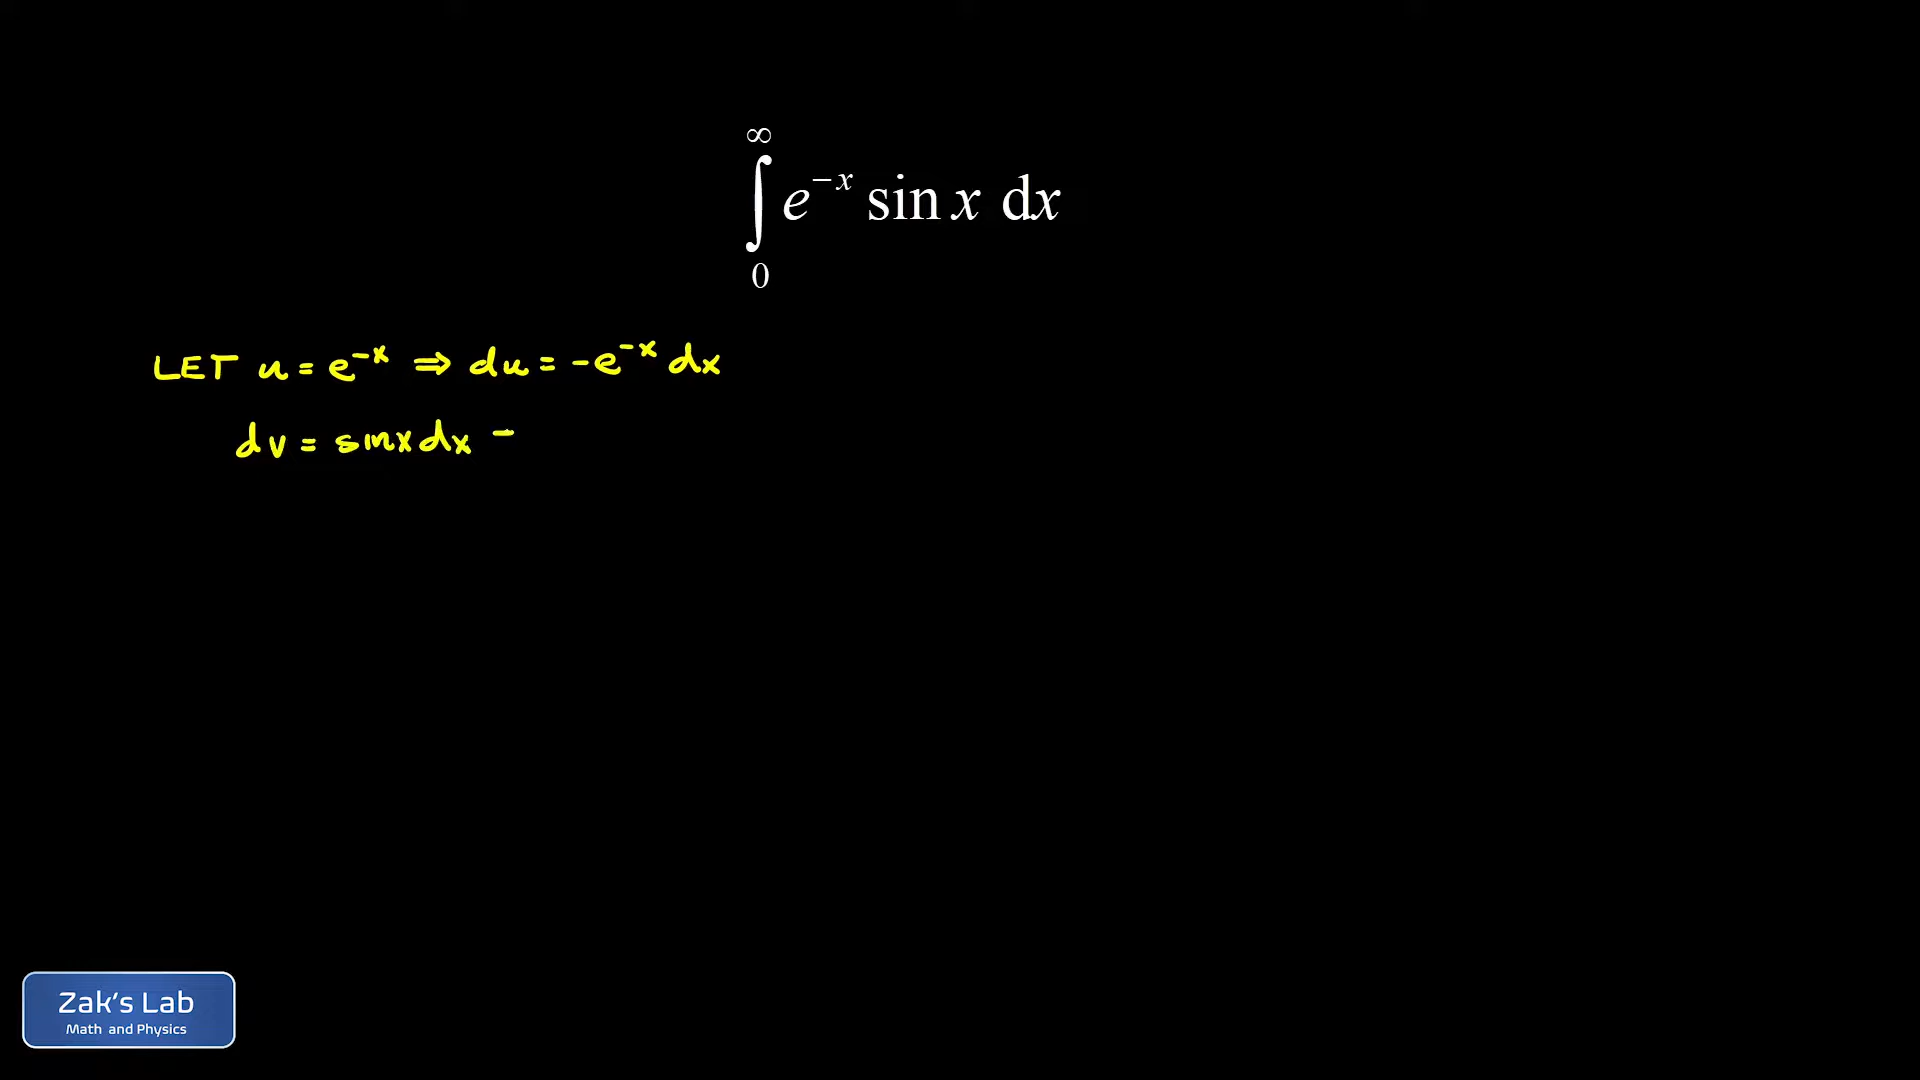 ∞
∫ e⁻ˣ sin x dx
0
LET u = e⁻ˣ ⇒ du = -e⁻ˣ dx
dv = sinx dx -
Zak's Lab
Math and Physics